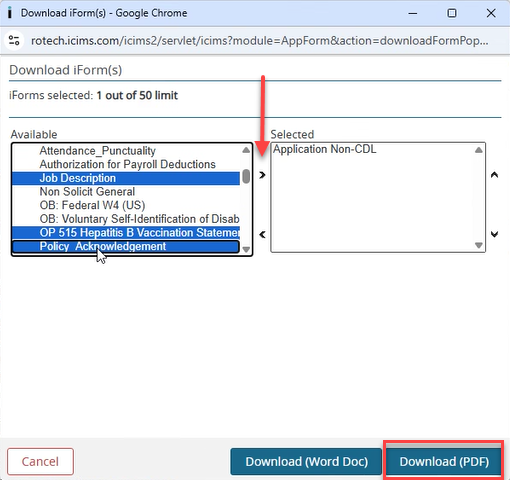 Download iForm(s) - Google Chrome
rotech.icims.com/icims2/servlet/icims?module=AppForm&action=downloadFormPop...
Download iForm(s)
iForms selected: 1 out of 50 limit
Available
Selected
Attendance_Punctuality
Authorization for Payroll Deductions
Job Description
Non Solicit General
OB: Federal W4 (US)
OB: Voluntary Self-Identification of Disab
OP 515 Hepatitis B Vaccination Stateme
Policy_Acknowledgement
Application Non-CDL
Cancel
Download (Word Doc)
Download (PDF)